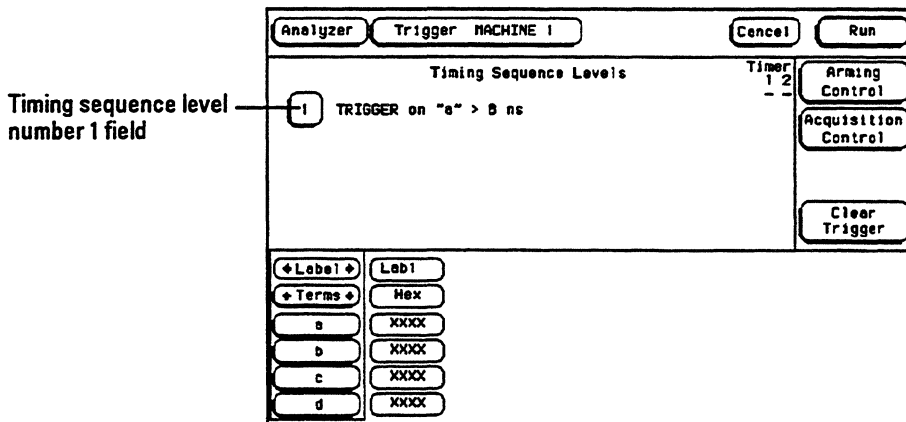 Analyzer Trigger MACHINE 1 Cancel Run
Timing Sequence Levels
Timer
1 2
- -
Arming
Control
Timing sequence level
number 1 field
1 TRIGGER on "a" > 8 ns
Acquisition
Control
Clear
Trigger
Label Lab1
Terms Hex
a XXXX
b XXXX
c XXXX
d XXXX